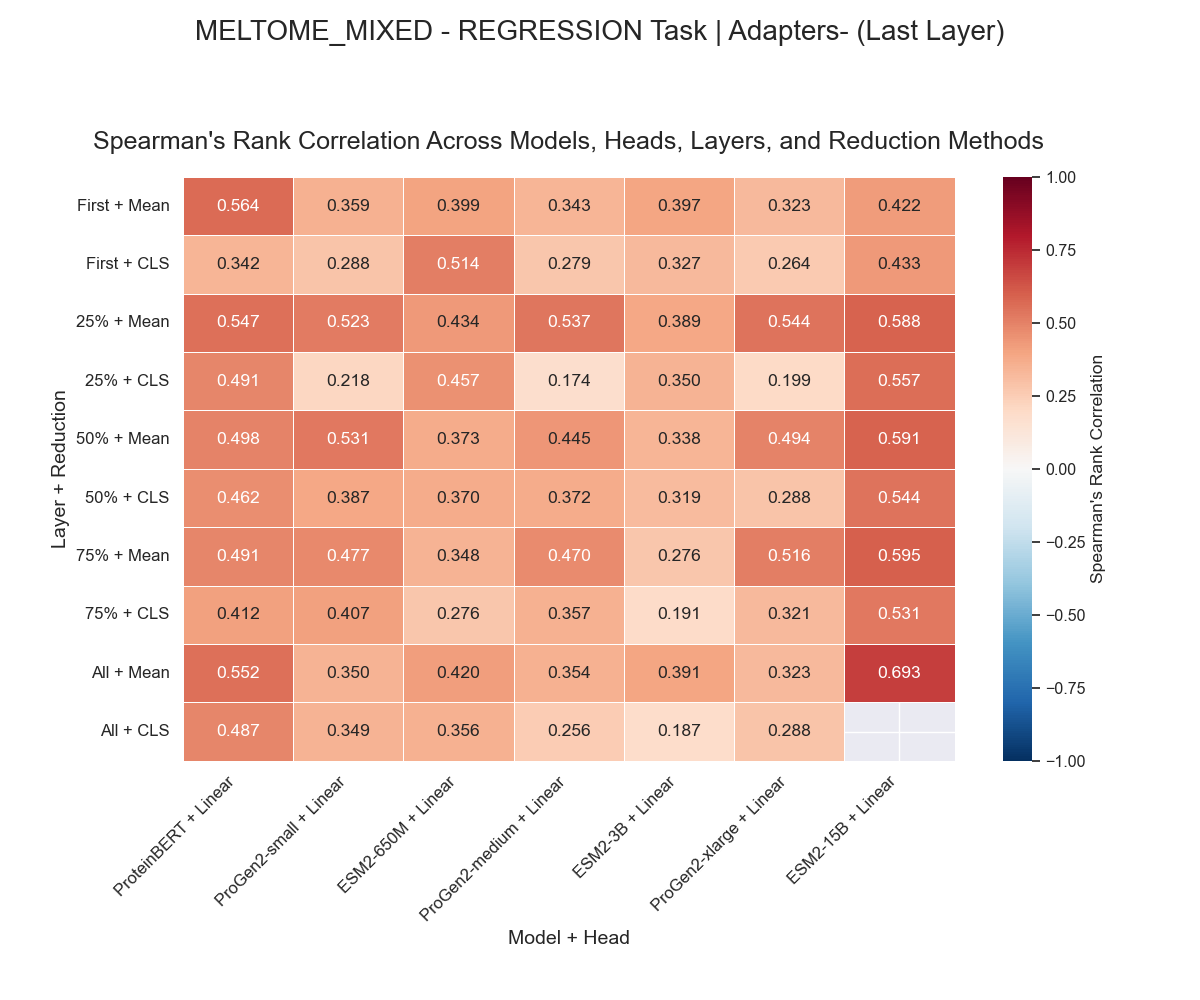 MELTOME_MIXED - REGRESSION Task | Adapters- (Last Layer)
Spearman's Rank Correlation Across Models, Heads, Layers, and Reduction Methods
Layer + Reduction
First + Mean 0.564 0.359 0.399 0.343 0.397 0.323 0.422
First + CLS 0.342 0.288 0.514 0.279 0.327 0.264 0.433
25% + Mean 0.547 0.523 0.434 0.537 0.389 0.544 0.588
25% + CLS 0.491 0.218 0.457 0.174 0.350 0.199 0.557
50% + Mean 0.498 0.531 0.373 0.445 0.338 0.494 0.591
50% + CLS 0.462 0.387 0.370 0.372 0.319 0.288 0.544
75% + Mean 0.491 0.477 0.348 0.470 0.276 0.516 0.595
75% + CLS 0.412 0.407 0.276 0.357 0.191 0.321 0.531
All + Mean 0.552 0.350 0.420 0.354 0.391 0.323 0.693
All + CLS 0.487 0.349 0.356 0.256 0.187 0.288
ProteinBERT + Linear
ProGen2-small + Linear
ESM2-650M + Linear
ProGen2-medium + Linear
ESM2-3B + Linear
ProGen2-xlarge + Linear
ESM2-15B + Linear
Model + Head
1.00
0.75
0.50
0.25
0.00
−0.25
−0.50
−0.75
−1.00
Spearman's Rank Correlation